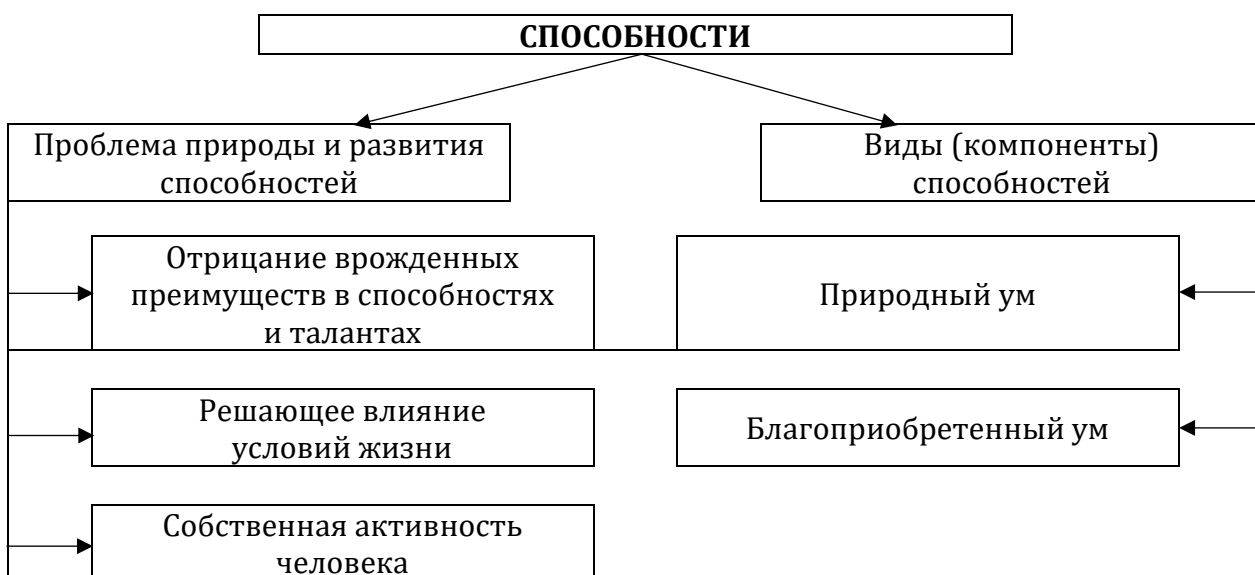 СПОСОБНОСТИ
Проблема природы и развития
способностей
Виды (компоненты)
способностей
Отрицание врожденных
преимуществ в способностях
и талантах
Природный ум
Решающее влияние
условий жизни
Благоприобретенный ум
Собственная активность
человека